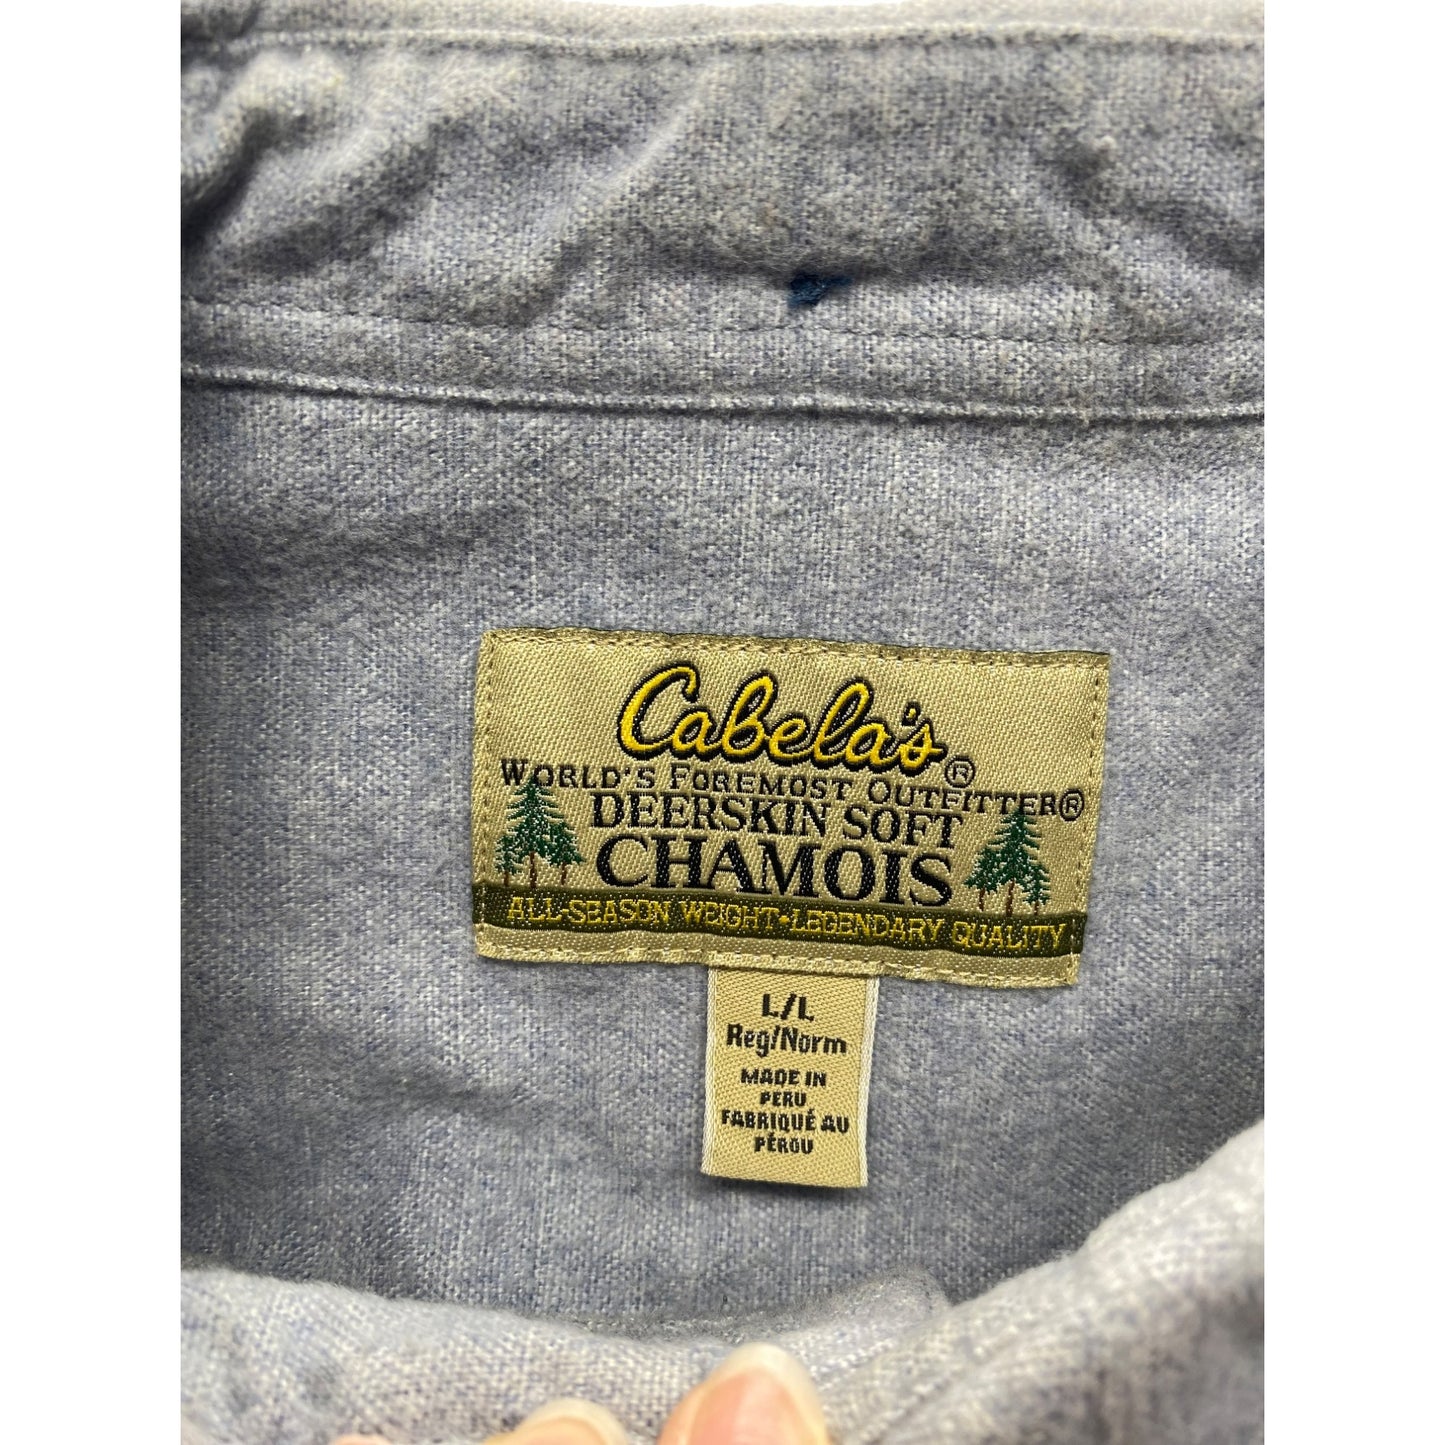 Cabela's®
WORLD'S FOREMOST OUTFITTER®
DEERSKIN SOFT
CHAMOIS
ALL-SEASON WEIGHT•LEGENDARY QUALITY
L/L
Reg/Norm
MADE IN
PERU
FABRIQUÉ AU
PÉROU